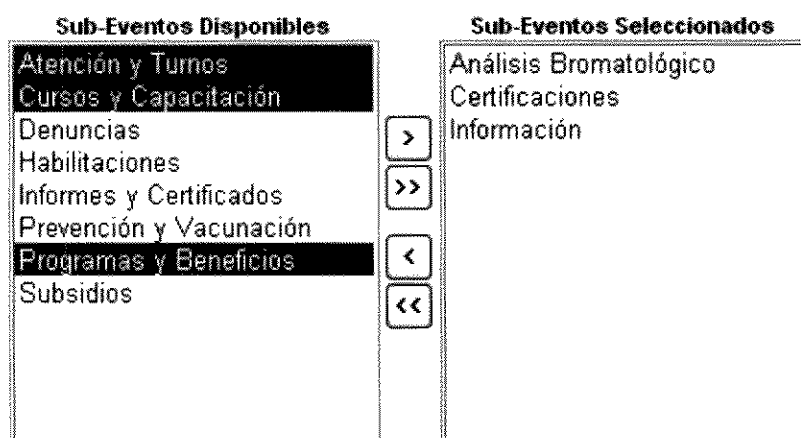 Sub-Eventos Disponibles
Atención y Turnos
Cursos y Capacitación
Denuncias
Habilitaciones
Informes y Certificados
Prevención y Vacunación
Programas y Beneficios
Subsidios
>
>>
<
<<
Sub-Eventos Seleccionados
Análisis Bromatológico
Certificaciones
Información